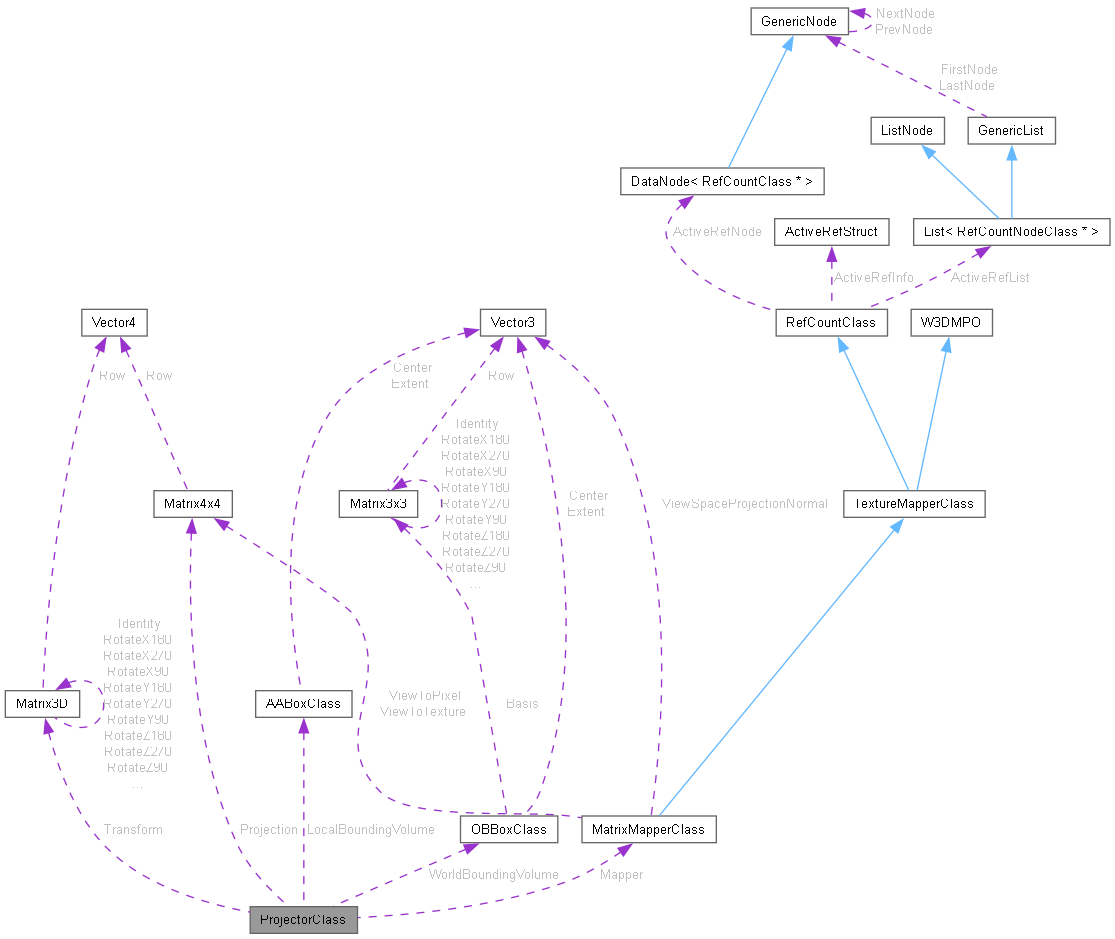 GenericNode
NextNode
PrevNode
FirstNode
LastNode
ListNode
GenericList
DataNode< RefCountClass * >
ActiveRefNode
ActiveRefStruct
List< RefCountNodeClass * >
ActiveRefInfo
ActiveRefList
Vector4
Vector3
RefCountClass
W3DMPO
Row
Row
Center
Extent
Row
Identity
RotateX180
RotateX270
RotateX90
RotateY180
RotateY270
RotateY90
RotateZ180
RotateZ270
RotateZ90
...
Matrix4x4
Matrix3x3
Center
Extent
ViewSpaceProjectionNormal
TextureMapperClass
Identity
RotateX180
RotateX270
RotateX90
RotateY180
RotateY270
RotateY90
RotateZ180
RotateZ270
RotateZ90
...
Matrix3D
AABoxClass
ViewToPixel
ViewToTexture
Basis
Transform
Projection
LocalBoundingVolume
OBBoxClass
MatrixMapperClass
WorldBoundingVolume
Mapper
ProjectorClass